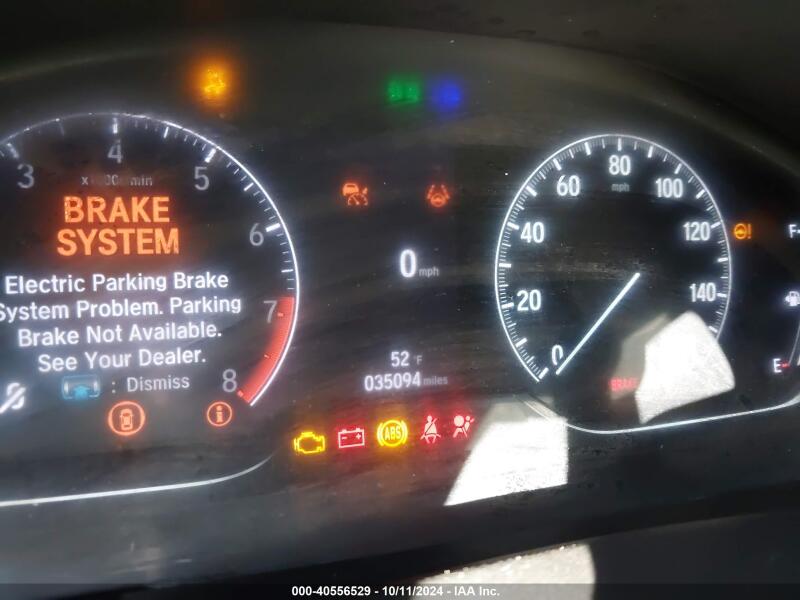 3
4
5
6
7
8
BRAKE
SYSTEM
Electric Parking Brake
System Problem. Parking
Brake Not Available.
See Your Dealer.
: Dismiss
0 mph
52 °F
035094 miles
ABS
0
20
40
60
80
100
120
140
mph
BRAKE
F
E
000-40556529 - 10/11/2024 - IAA Inc.